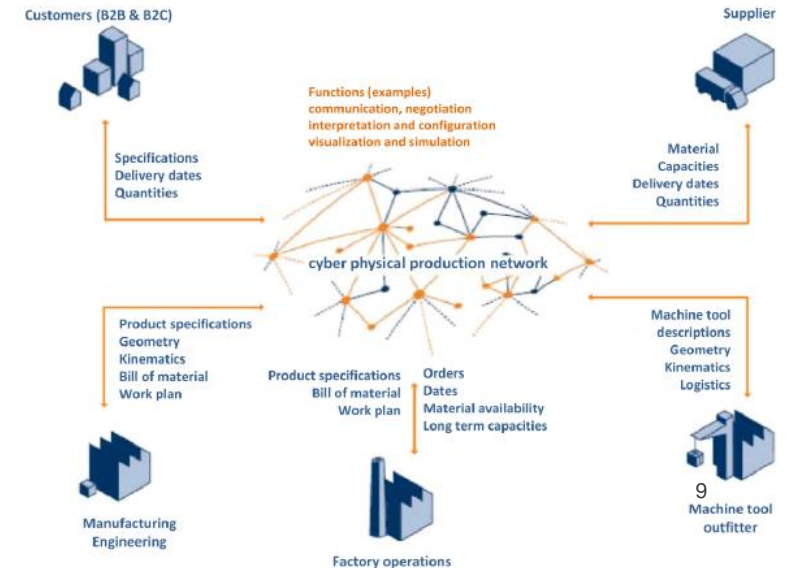 Customers (B2B & B2C)
Supplier
Functions (examples)
communication, negotiation
interpretation and configuration
visualization and simulation
Specifications
Delivery dates
Quantities
Material
Capacities
Delivery dates
Quantities
cyber physical production network
Product specifications
Geometry
Kinematics
Bill of material
Work plan
Product specifications
Bill of material
Work plan
Orders
Dates
Material availability
Long term capacities
Machine tool
descriptions
Geometry
Kinematics
Logistics
Manufacturing
Engineering
Factory operations
9
Machine tool
outfitter